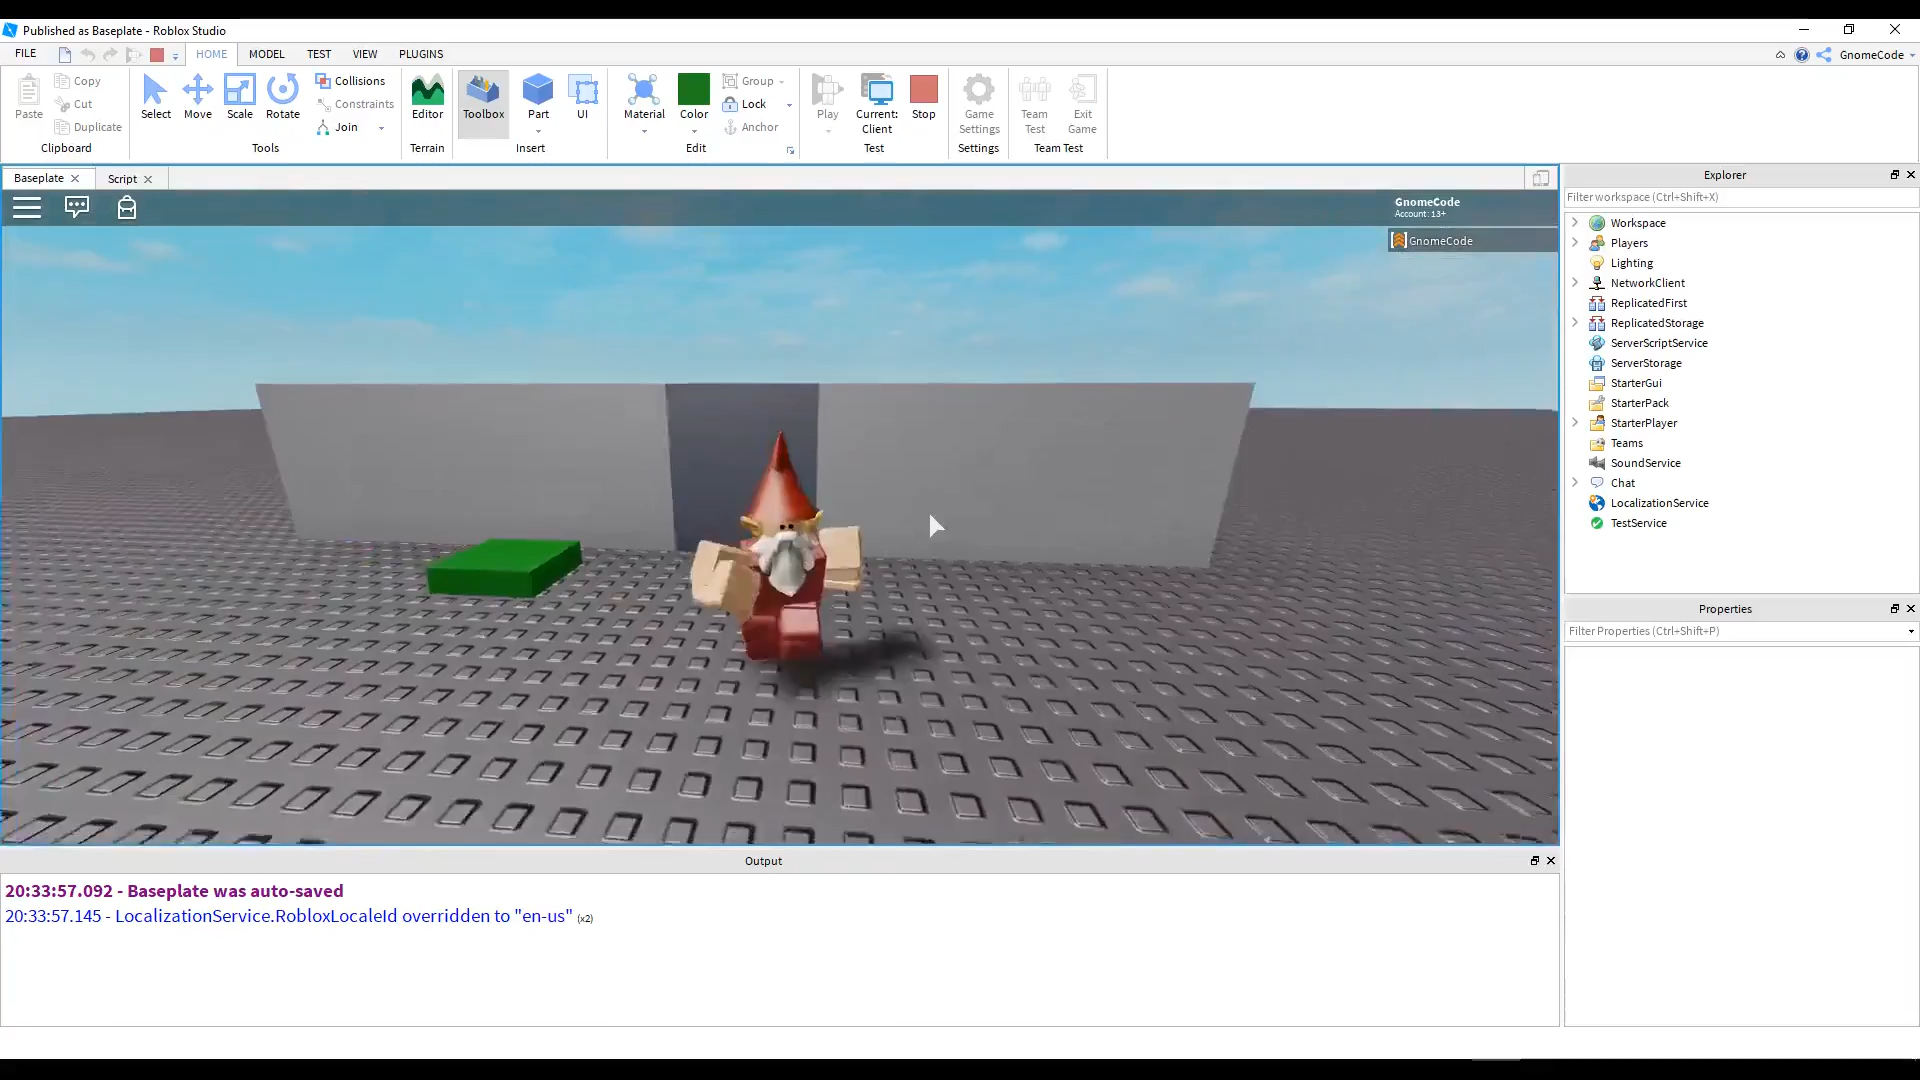 Published as Baseplate - Roblox Studio
FILE
HOME
MODEL
TEST
VIEW
PLUGINS
GnomeCode
Paste
Copy
Cut
Duplicate
Clipboard
Select
Move
Scale
Rotate
Collisions
Constraints
Join
Tools
Editor
Terrain
Toolbox
Part
UI
Insert
Material
Color
Group
Lock
Anchor
Edit
Play
Current:
Client
Stop
Test
Game
Settings
Settings
Team
Test
Exit
Game
Team Test
Baseplate
Script
GnomeCode
Account: 13+
GnomeCode
Explorer
Filter workspace (Ctrl+Shift+X)
Workspace
Players
Lighting
NetworkClient
ReplicatedFirst
ReplicatedStorage
ServerScriptService
ServerStorage
StarterGui
StarterPack
StarterPlayer
Teams
SoundService
Chat
LocalizationService
TestService
Properties
Filter Properties (Ctrl+Shift+P)
Output
20:33:57.092 - Baseplate was auto-saved
20:33:57.145 - LocalizationService.RobloxLocaleId overridden to "en-us" (x2)